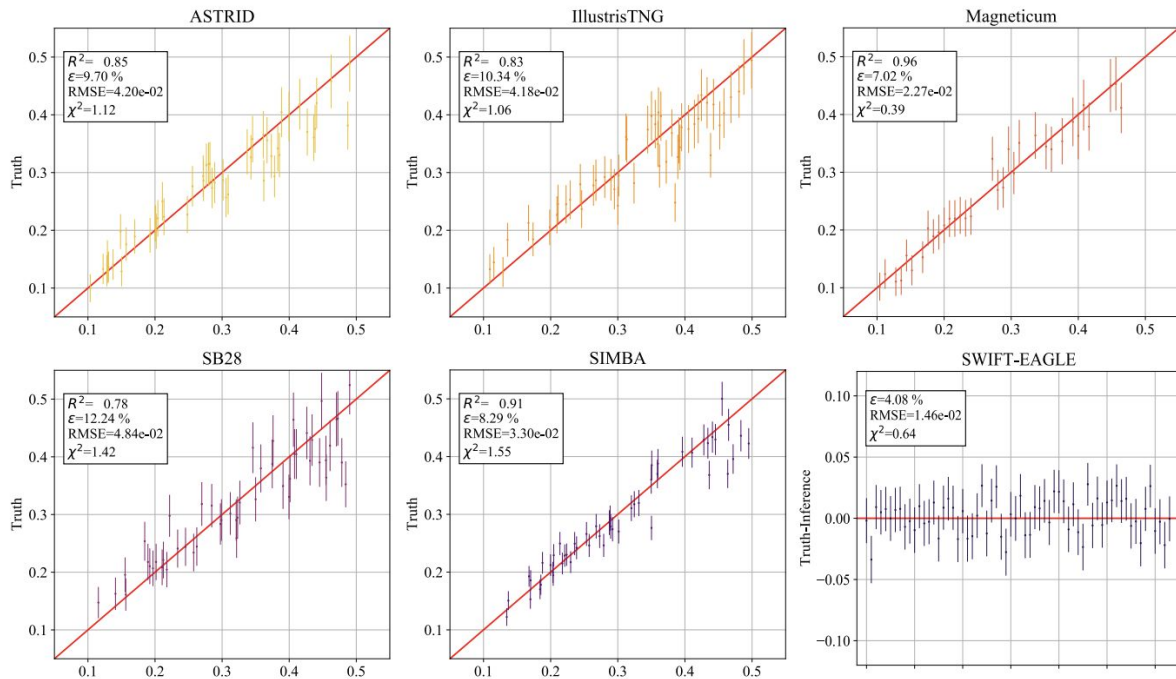 ASTRID
R²= 0.85
ε=9.70 %
RMSE=4.20e-02
χ²=1.12
Truth
0.5
0.4
0.3
0.2
0.1
0.1 0.2 0.3 0.4 0.5
IllustrisTNG
R²= 0.83
ε=10.34 %
RMSE=4.18e-02
χ²=1.06
Truth
0.5
0.4
0.3
0.2
0.1
0.1 0.2 0.3 0.4 0.5
Magneticum
R²= 0.96
ε=7.02 %
RMSE=2.27e-02
χ²=0.39
Truth
0.5
0.4
0.3
0.2
0.1
0.1 0.2 0.3 0.4 0.5
SB28
R²= 0.78
ε=12.24 %
RMSE=4.84e-02
χ²=1.42
Truth
0.5
0.4
0.3
0.2
0.1
0.1 0.2 0.3 0.4 0.5
SIMBA
R²= 0.91
ε=8.29 %
RMSE=3.30e-02
χ²=1.55
Truth
0.5
0.4
0.3
0.2
0.1
0.1 0.2 0.3 0.4 0.5
SWIFT-EAGLE
ε=4.08 %
RMSE=1.46e-02
χ²=0.64
Truth-Inference
0.10
0.05
0.00
−0.05
−0.10